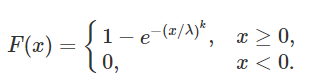 F(x) = { 1 − e^{−(x/λ)^k}, x ≥ 0,
0, x < 0.